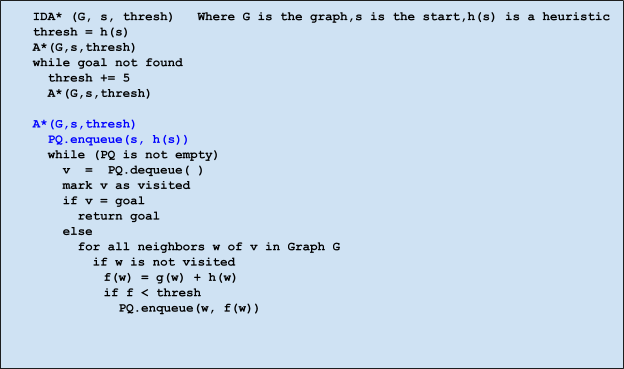 IDA* (G, s, thresh)   Where G is the graph,s is the start,h(s) is a heuristic
thresh = h(s)
A*(G,s,thresh)
while goal not found
  thresh += 5
  A*(G,s,thresh)
A*(G,s,thresh)
  PQ.enqueue(s, h(s))
  while (PQ is not empty)
    v  =  PQ.dequeue( )
    mark v as visited
    if v = goal
      return goal
    else
      for all neighbors w of v in Graph G
        if w is not visited
          f(w) = g(w) + h(w)
          if f < thresh
            PQ.enqueue(w, f(w))